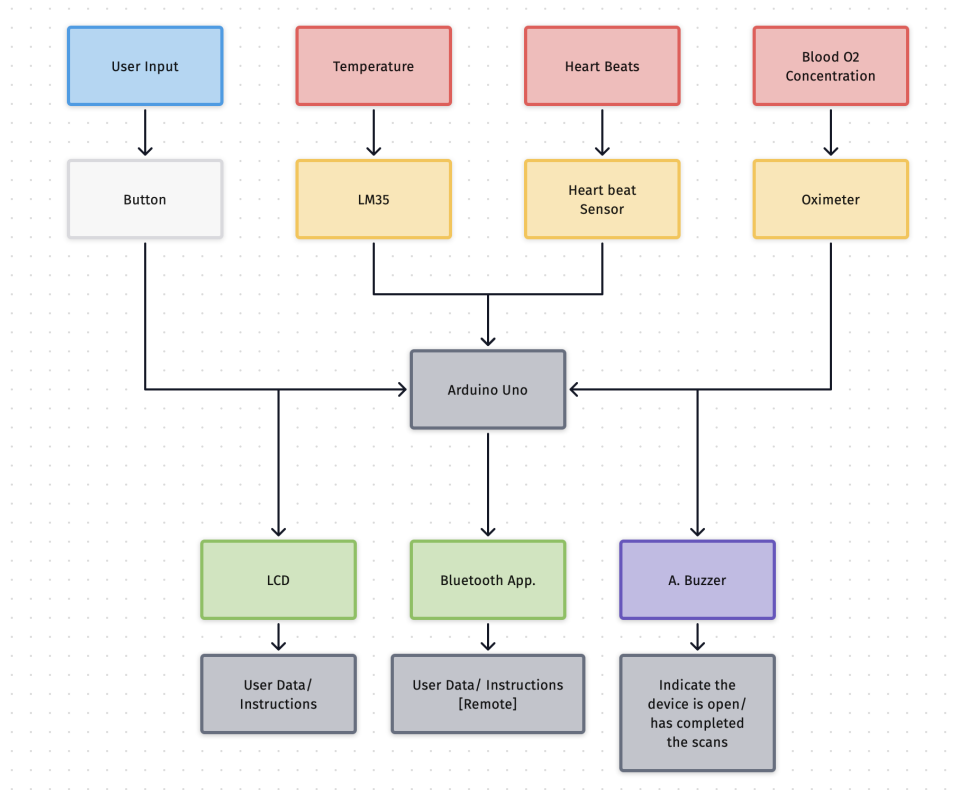 User Input
Temperature
Heart Beats
Blood O2
Concentration
Button
LM35
Heart beat
Sensor
Oximeter
Arduino Uno
LCD
Bluetooth App.
A. Buzzer
User Data/
Instructions
User Data/ Instructions
[Remote]
Indicate the
device is open/
has completed
the scans